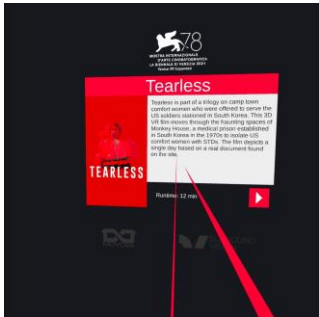 78
MOSTRA INTERNAZIONALE
D'ARTE CINEMATOGRAFICA
LA BIENNALE DI VENEZIA 2021
Venice VR Expanded
Tearless
Tearless is part of a trilogy on camp town
comfort women who were offered to serve the
US soldiers stationed in South Korea. This 3D
VR film moves through the haunting spaces of
Monkey House, a medical prison established
in South Korea in the 1970s to isolate US
comfort women with STDs. The film depicts a
single day based on a real document found
on the site.
TEARLESS
Runtime: 12 min